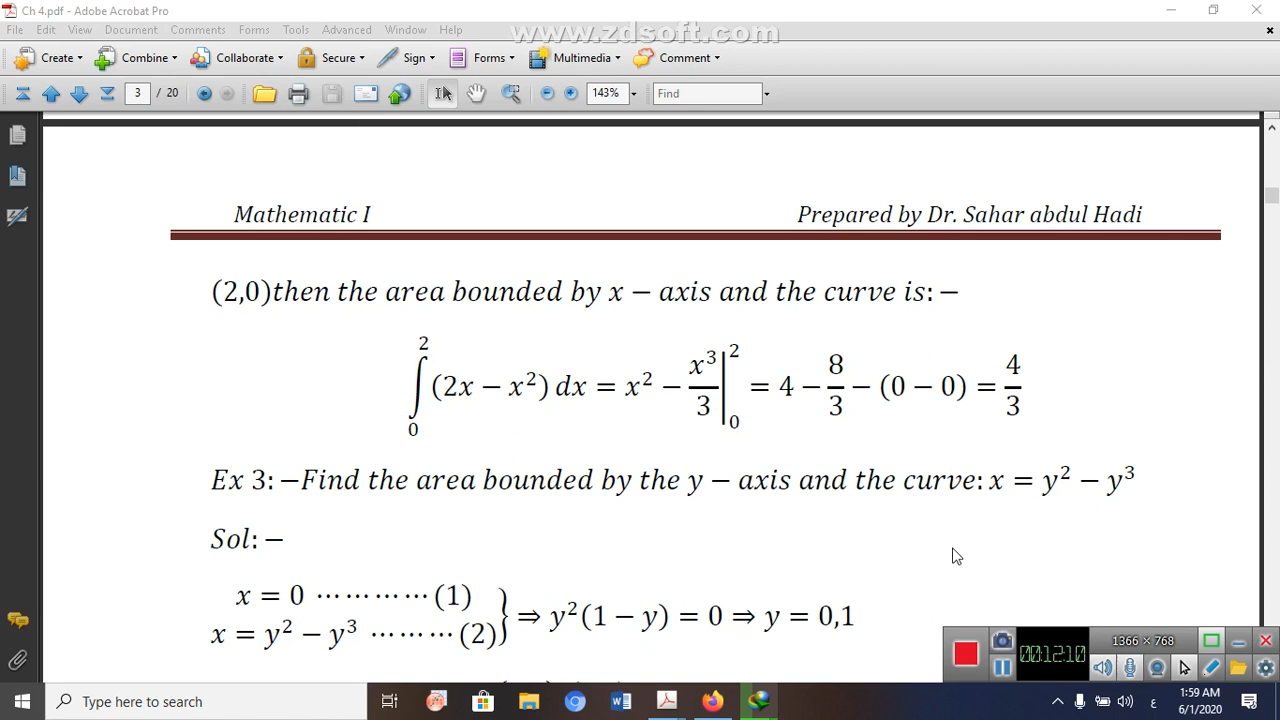 Ch 4.pdf - Adobe Acrobat Pro
www.zdsoft.com
File Edit View Document Comments Forms Tools Advanced Window Help
Create Combine Collaborate Secure Sign Forms Multimedia Comment
3 / 20 143% Find
Mathematic I Prepared by Dr. Sahar abdul Hadi
(2,0)then the area bounded by x − axis and the curve is: −
∫₀² (2x − x²) dx = x² − x³/3 |₀² = 4 − 8/3 − (0 − 0) = 4/3
Ex 3: −Find the area bounded by the y − axis and the curve: x = y² − y³
Sol: −
x = 0 ⋯⋯⋯⋯ (1)
x = y² − y³ ⋯⋯⋯ (2)} ⇒ y²(1 − y) = 0 ⇒ y = 0,1
1366 × 768
00:12:10
Type here to search
ع
1:59 AM
6/1/2020